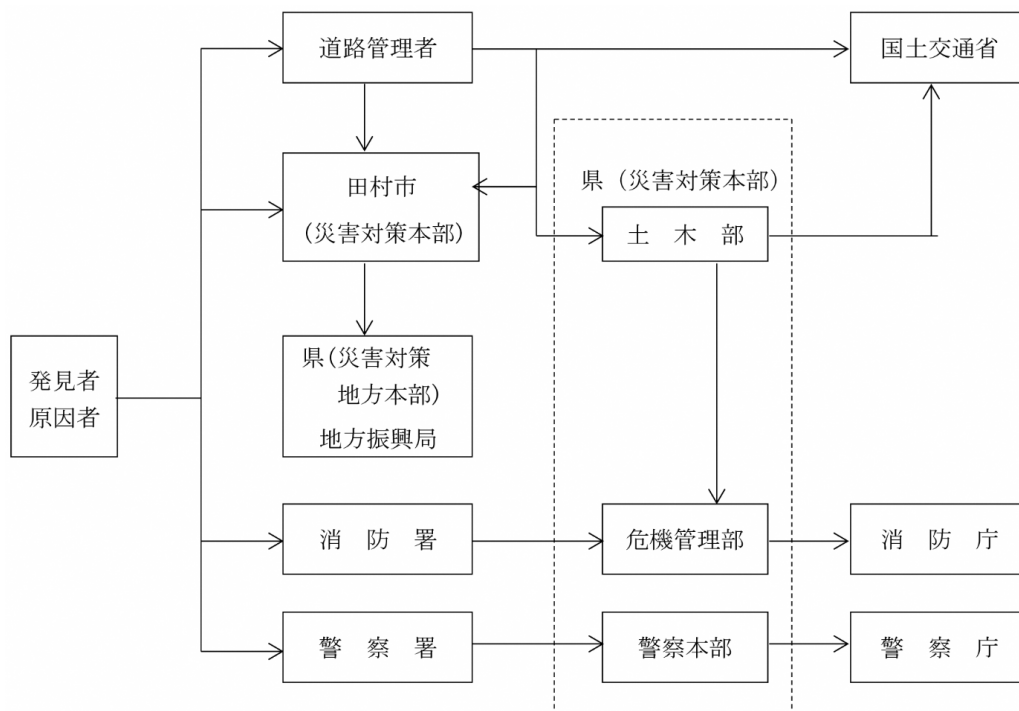 道路管理者
国土交通省
田村市
(災害対策本部)
県（災害対策本部）
土　木　部
発見者
原因者
県(災害対策
地方本部)
地方振興局
消　防　署
危機管理部
消　防　庁
警　察　署
警察本部
警　察　庁